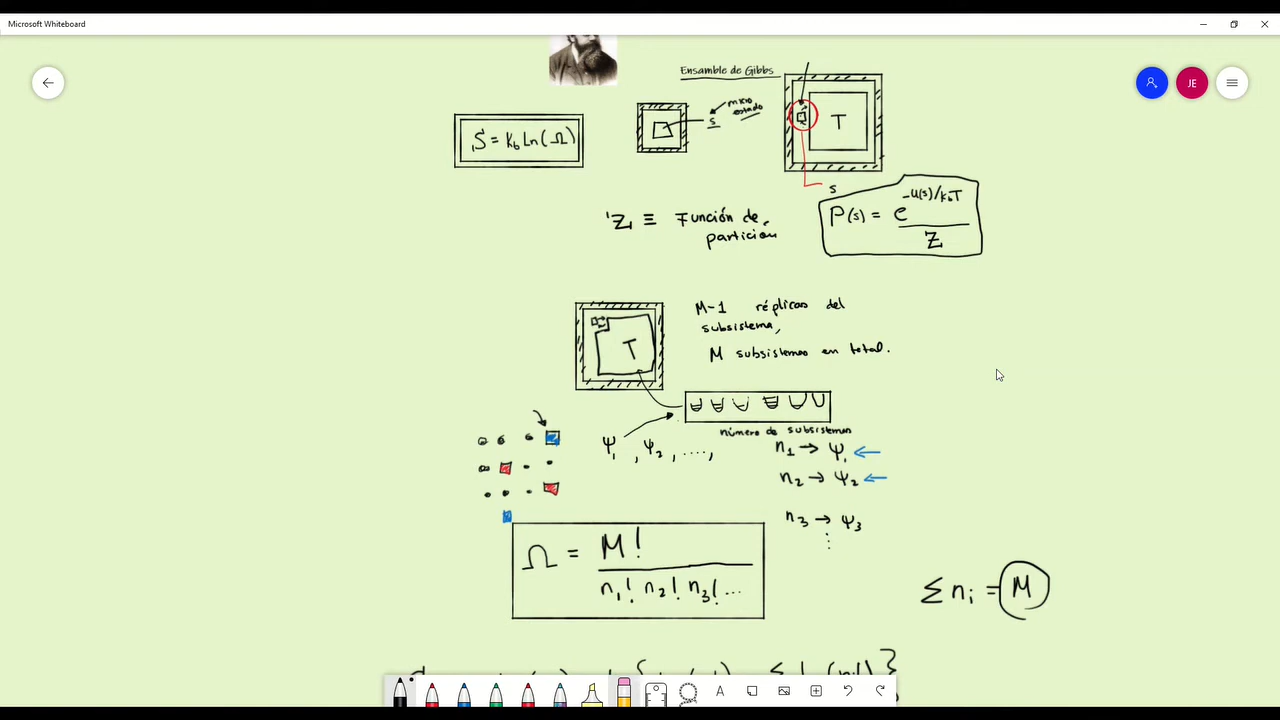 Microsoft Whiteboard
JE
Ensamble de Gibbs
S = k_b Ln(Ω)
micro
estado
s
T
s
Z ≡ Función de
partición
P(s) = e^{-u(s)/k_b T}
Z
M-1 réplicas del
subsistema,
M subsistemas en total.
T
número de subsistemas
Ψ₁, Ψ₂, ....,
n₁ → Ψ₁
n₂ → Ψ₂
n₃ → Ψ₃
⋮
Ω = M!
n₁! n₂! n₃! ...
Σ nᵢ = M